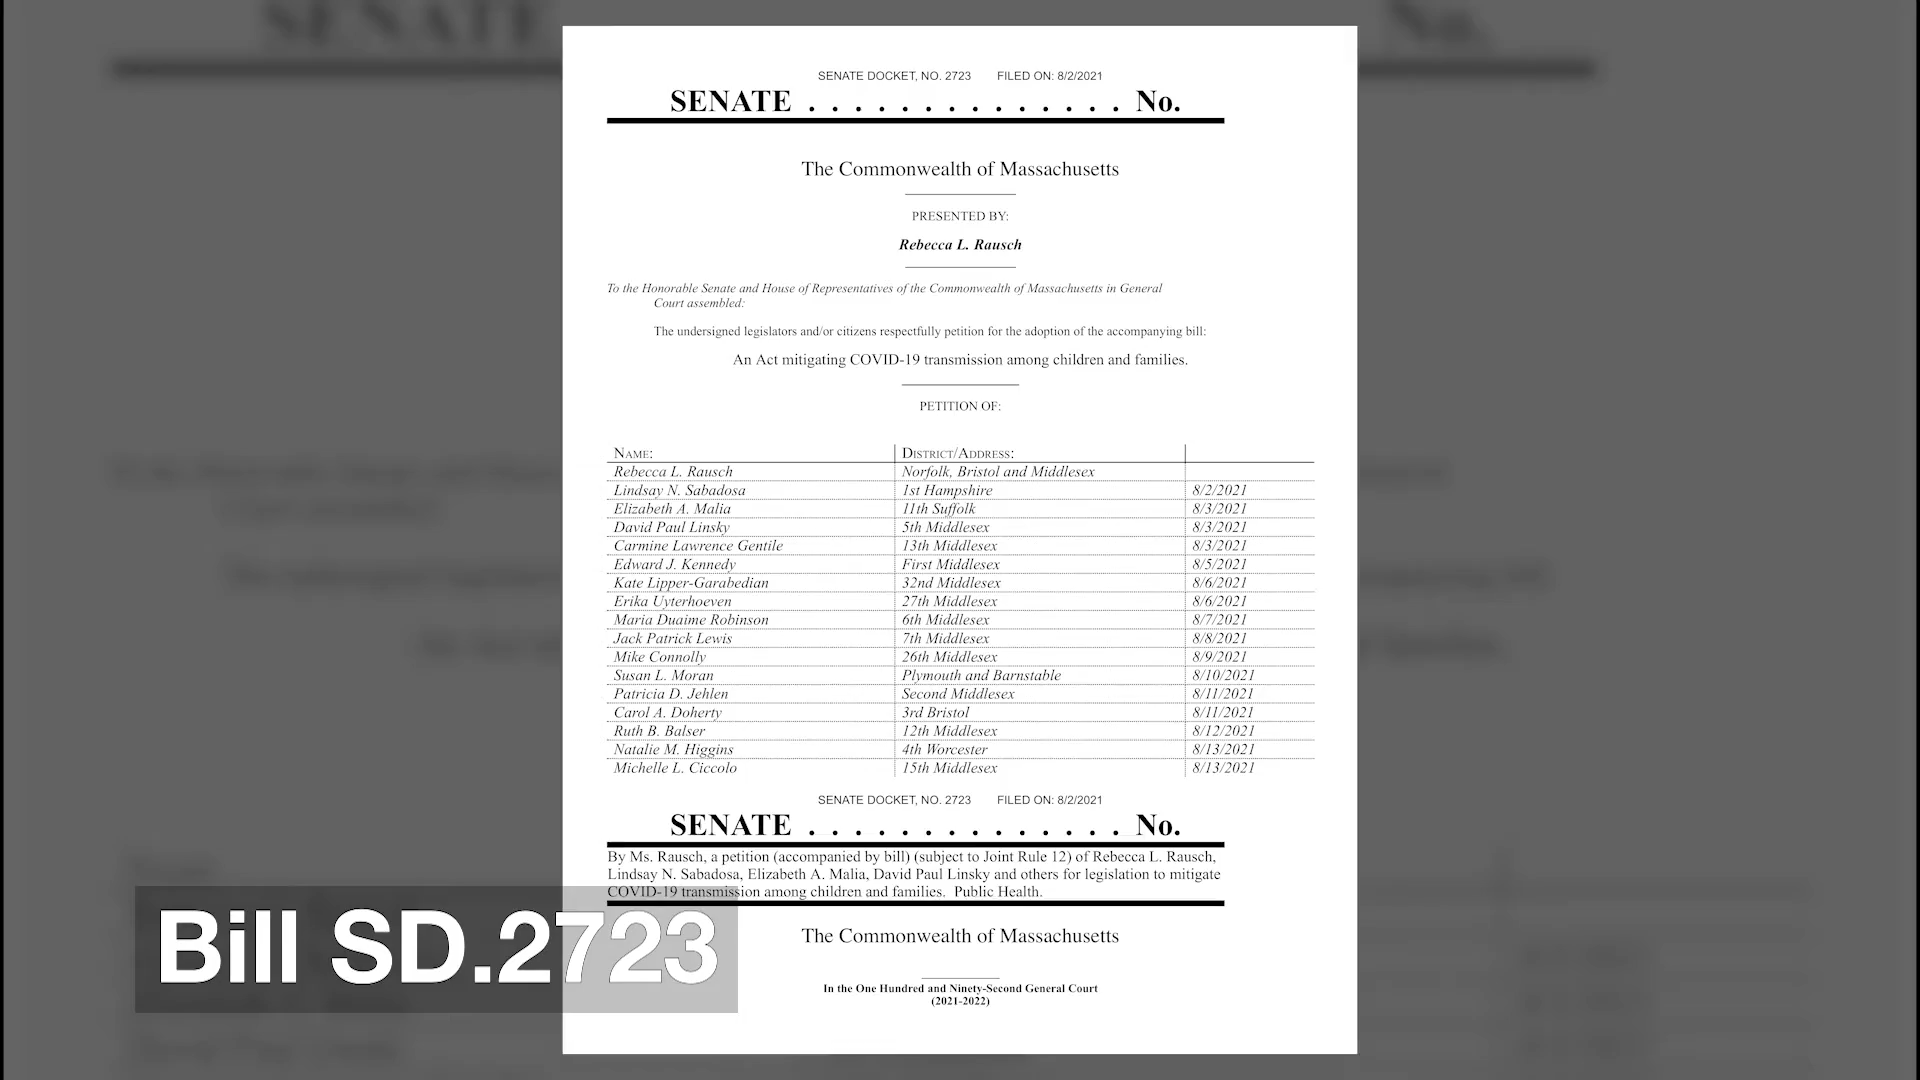 SENATE DOCKET, NO. 2723 FILED ON: 8/2/2021
SENATE . . . . . . . . . . . . . . No.
The Commonwealth of Massachusetts
PRESENTED BY:
Rebecca L. Rausch
To the Honorable Senate and House of Representatives of the Commonwealth of Massachusetts in General
Court assembled:
The undersigned legislators and/or citizens respectfully petition for the adoption of the accompanying bill:
An Act mitigating COVID-19 transmission among children and families.
PETITION OF:
NAME: DISTRICT/ADDRESS:
Rebecca L. Rausch Norfolk, Bristol and Middlesex
Lindsay N. Sabadosa 1st Hampshire 8/2/2021
Elizabeth A. Malia 11th Suffolk 8/3/2021
David Paul Linsky 5th Middlesex 8/3/2021
Carmine Lawrence Gentile 13th Middlesex 8/3/2021
Edward J. Kennedy First Middlesex 8/5/2021
Kate Lipper-Garabedian 32nd Middlesex 8/6/2021
Erika Uyterhoeven 27th Middlesex 8/6/2021
Maria Duaime Robinson 6th Middlesex 8/7/2021
Jack Patrick Lewis 7th Middlesex 8/8/2021
Mike Connolly 26th Middlesex 8/9/2021
Susan L. Moran Plymouth and Barnstable 8/10/2021
Patricia D. Jehlen Second Middlesex 8/11/2021
Carol A. Doherty 3rd Bristol 8/11/2021
Ruth B. Balser 12th Middlesex 8/12/2021
Natalie M. Higgins 4th Worcester 8/13/2021
Michelle L. Ciccolo 15th Middlesex 8/13/2021
SENATE DOCKET, NO. 2723 FILED ON: 8/2/2021
SENATE . . . . . . . . . . . . . . No.
By Ms. Rausch, a petition (accompanied by bill) (subject to Joint Rule 12) of Rebecca L. Rausch,
Lindsay N. Sabadosa, Elizabeth A. Malia, David Paul Linsky and others for legislation to mitigate
COVID-19 transmission among children and families. Public Health.
Bill SD.2723
The Commonwealth of Massachusetts
In the One Hundred and Ninety-Second General Court
(2021-2022)